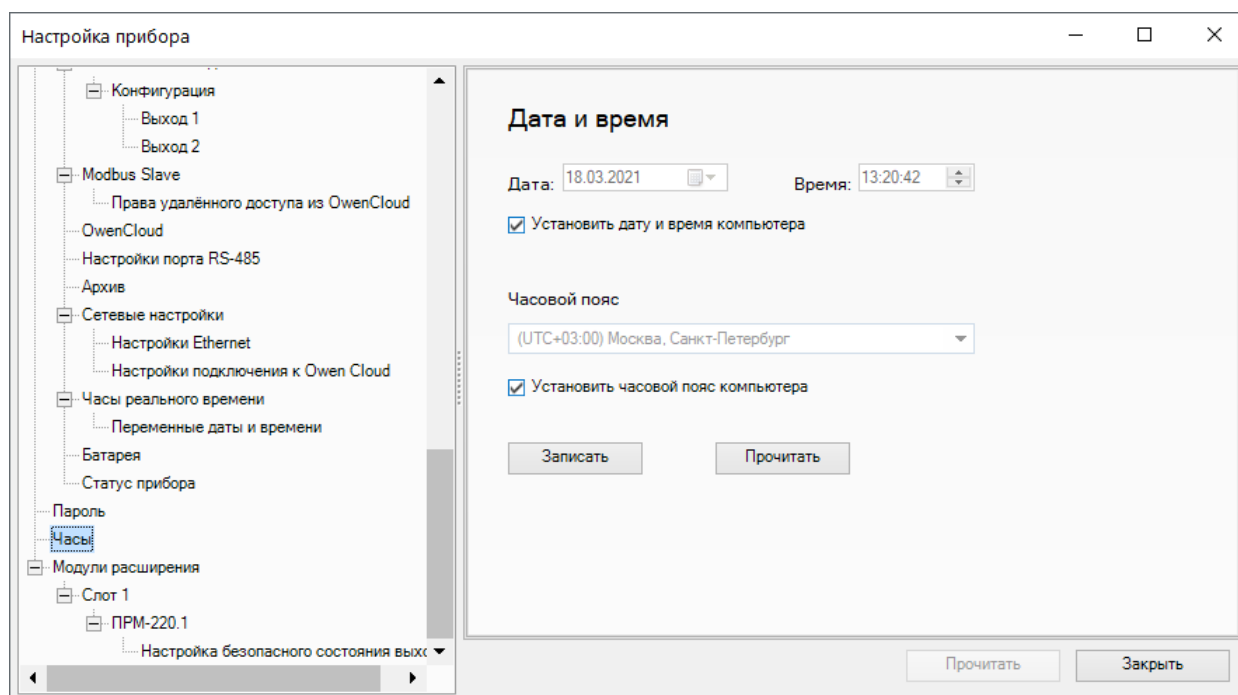 Настройка прибора
Конфигурация
Выход 1
Выход 2
Modbus Slave
Права удалённого доступа из OwenCloud
OwenCloud
Настройки порта RS-485
Архив
Сетевые настройки
Настройки Ethernet
Настройки подключения к Owen Cloud
Часы реального времени
Переменные даты и времени
Батарея
Статус прибора
Пароль
Часы
Модули расширения
Слот 1
ПРМ-220.1
Настройка безопасного состояния
Дата и время
Дата: 18.03.2021 Время: 13:20:42
Установить дату и время компьютера
Часовой пояс
(UTC+03:00) Москва, Санкт-Петербург
Установить часовой пояс компьютера
Записать Прочитать
Прочитать Закрыть